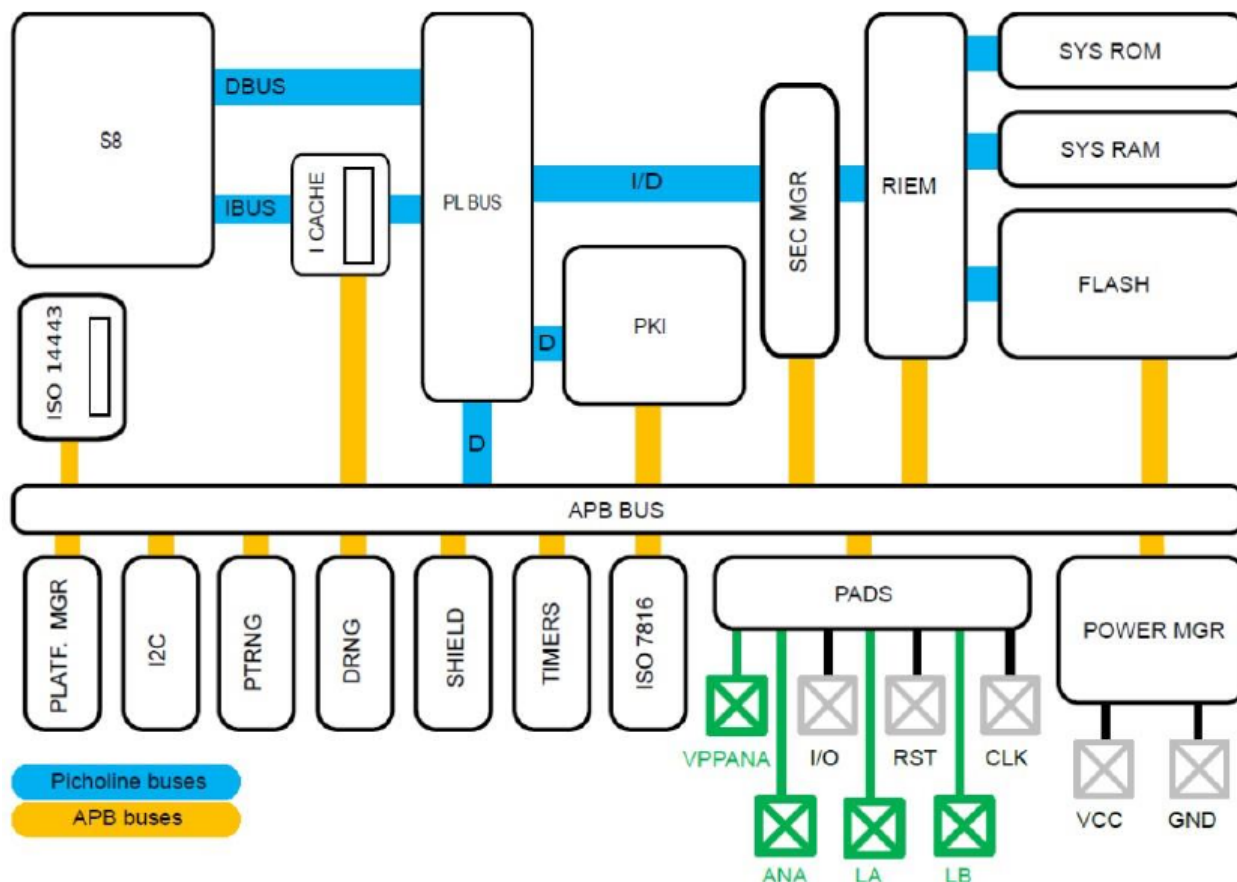 S8
DBUS
IBUS
I CACHE
PL BUS
I/D
SEC MGR
RIEM
SYS ROM
SYS RAM
FLASH
PKI
D
D
ISO 14443
APB BUS
PLATF. MGR
I2C
PTRNG
DRNG
SHIELD
TIMERS
ISO 7816
PADS
POWER MGR
VPPANA
I/O
RST
CLK
VCC
GND
ANA
LA
LB
Picholine buses
APB buses